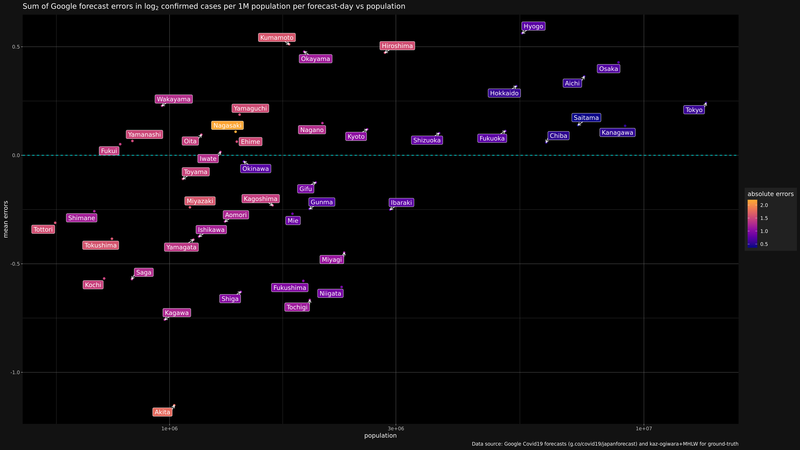 Sum of Google forecast errors in log₂ confirmed cases per 1M population per forecast-day vs population
Hyogo
Kumamoto
Hiroshima
0.5
Okayama
Osaka
Aichi
Hokkaido
Wakayama
Yamaguchi
Tokyo
Saitama
Nagasaki
Nagano
Kanagawa
Yamanashi
Kyoto
Chiba
Oita
Ehime
Shizuoka
Fukuoka
Fukui
0.0
Iwate
Okinawa
Toyama
Gifu
Miyazaki
Kagoshima
Gunma
Ibaraki
mean errors
Shimane
Aomori
Mie
Tottori
Ishikawa
Tokushima
Yamagata
Miyagi
-0.5
Saga
Kochi
Fukushima
Niigata
Shiga
Tochigi
Kagawa
-1.0
Akita
absolute errors
2.0
1.5
1.0
0.5
1e+06
3e+06
1e+07
population
Data source: Google Covid19 forecasts (g.co/covid19/japanforecast) and kaz-ogiwara+MHLW for ground-truth